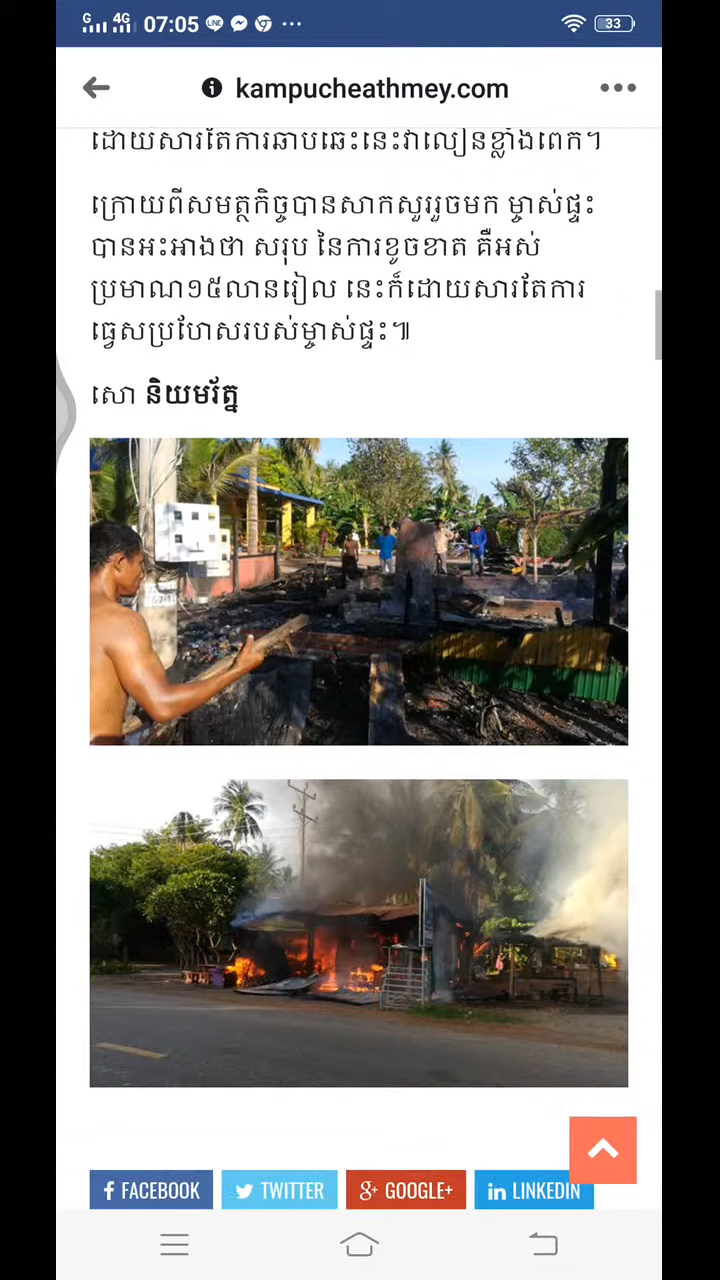 G 4G 07:05 LINE ... 33
kampucheathmey.com
ដោយសារតែការឆាបឆេះនេះវាលឿនខ្លាំងពេក។
ក្រោយពីសមត្ថកិច្ចបានសាកសួររួចមក ម្ចាស់ផ្ទះ
បានអះអាងថា សរុប នៃការខូចខាត គឺអស់
ប្រមាណ១៥លានរៀល នេះក៏ដោយសារតែការ
ធ្វេសប្រហែសរបស់ម្ចាស់ផ្ទះ៕
សោ និយមរ័ត្ន
FACEBOOK TWITTER GOOGLE+ LINKEDIN